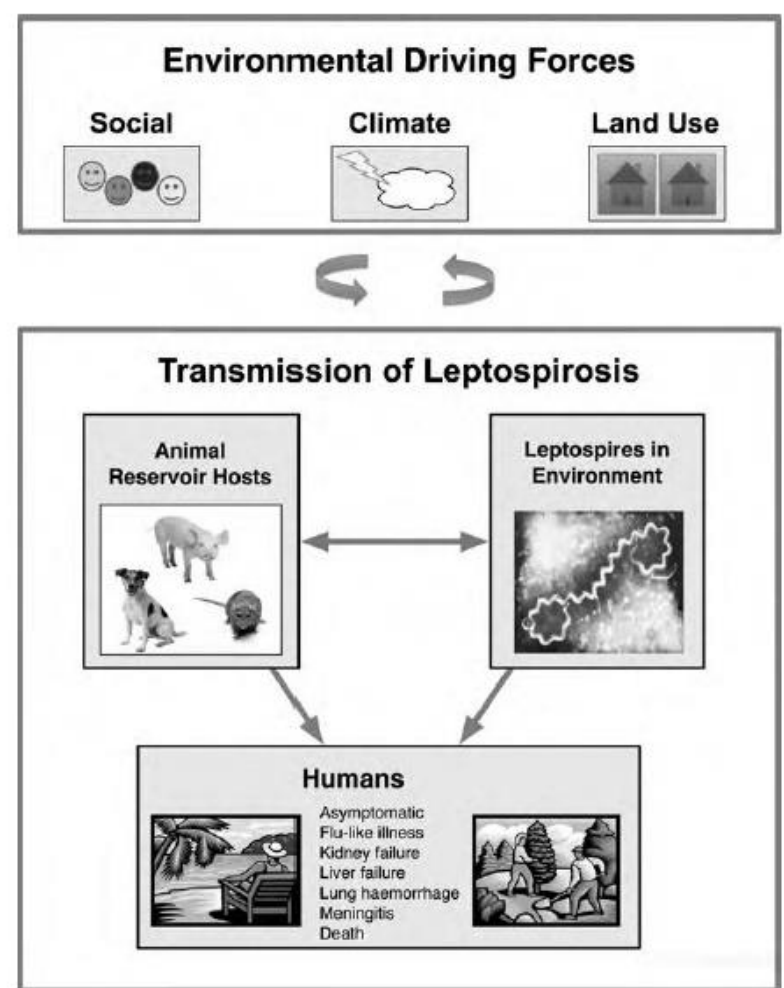 Environmental Driving Forces
Social
Climate
Land Use
Transmission of Leptospirosis
Animal
Reservoir Hosts
Leptospires in
Environment
Humans
Asymptomatic
Flu-like illness
Kidney failure
Liver failure
Lung haemorrhage
Meningitis
Death